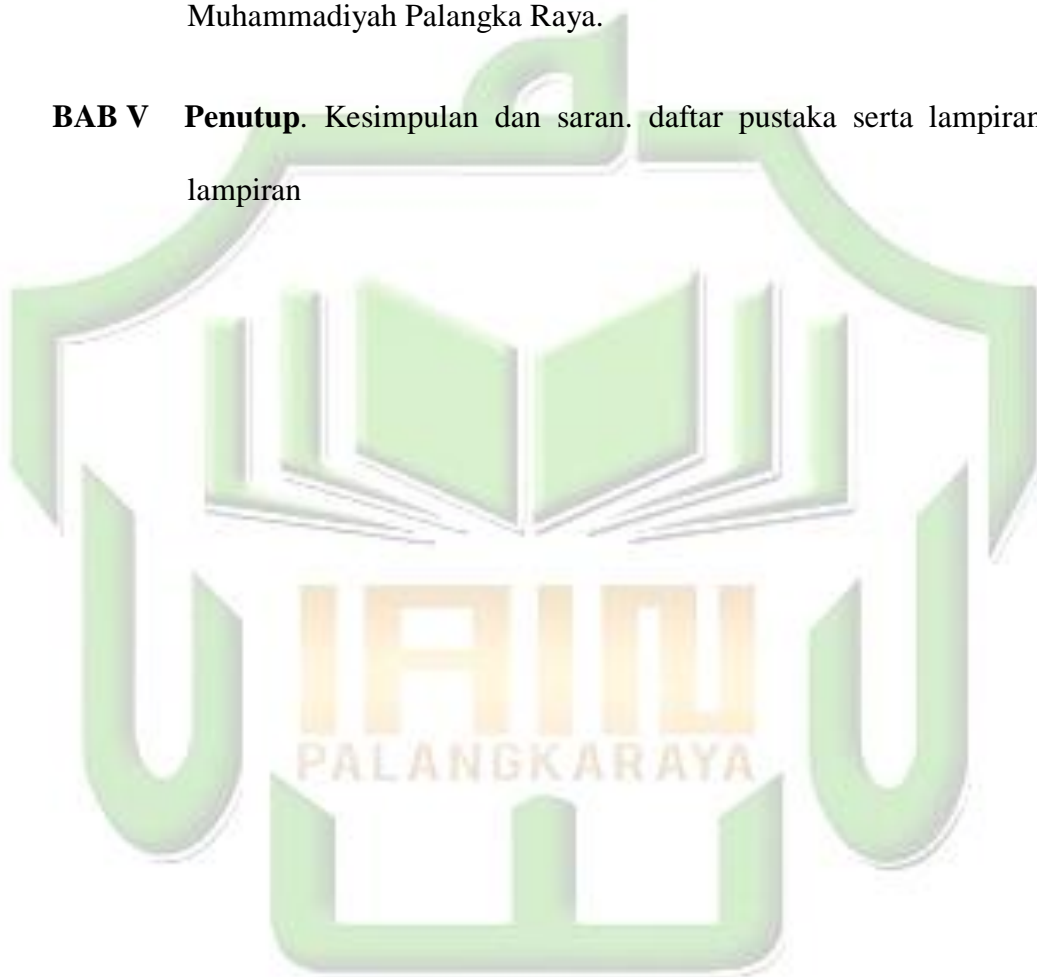 Muhammadiyah Palangka Raya.
BAB V Penutup. Kesimpulan dan saran. daftar pustaka serta lampiran
lampiran
IAIN
PALANGKARAYA